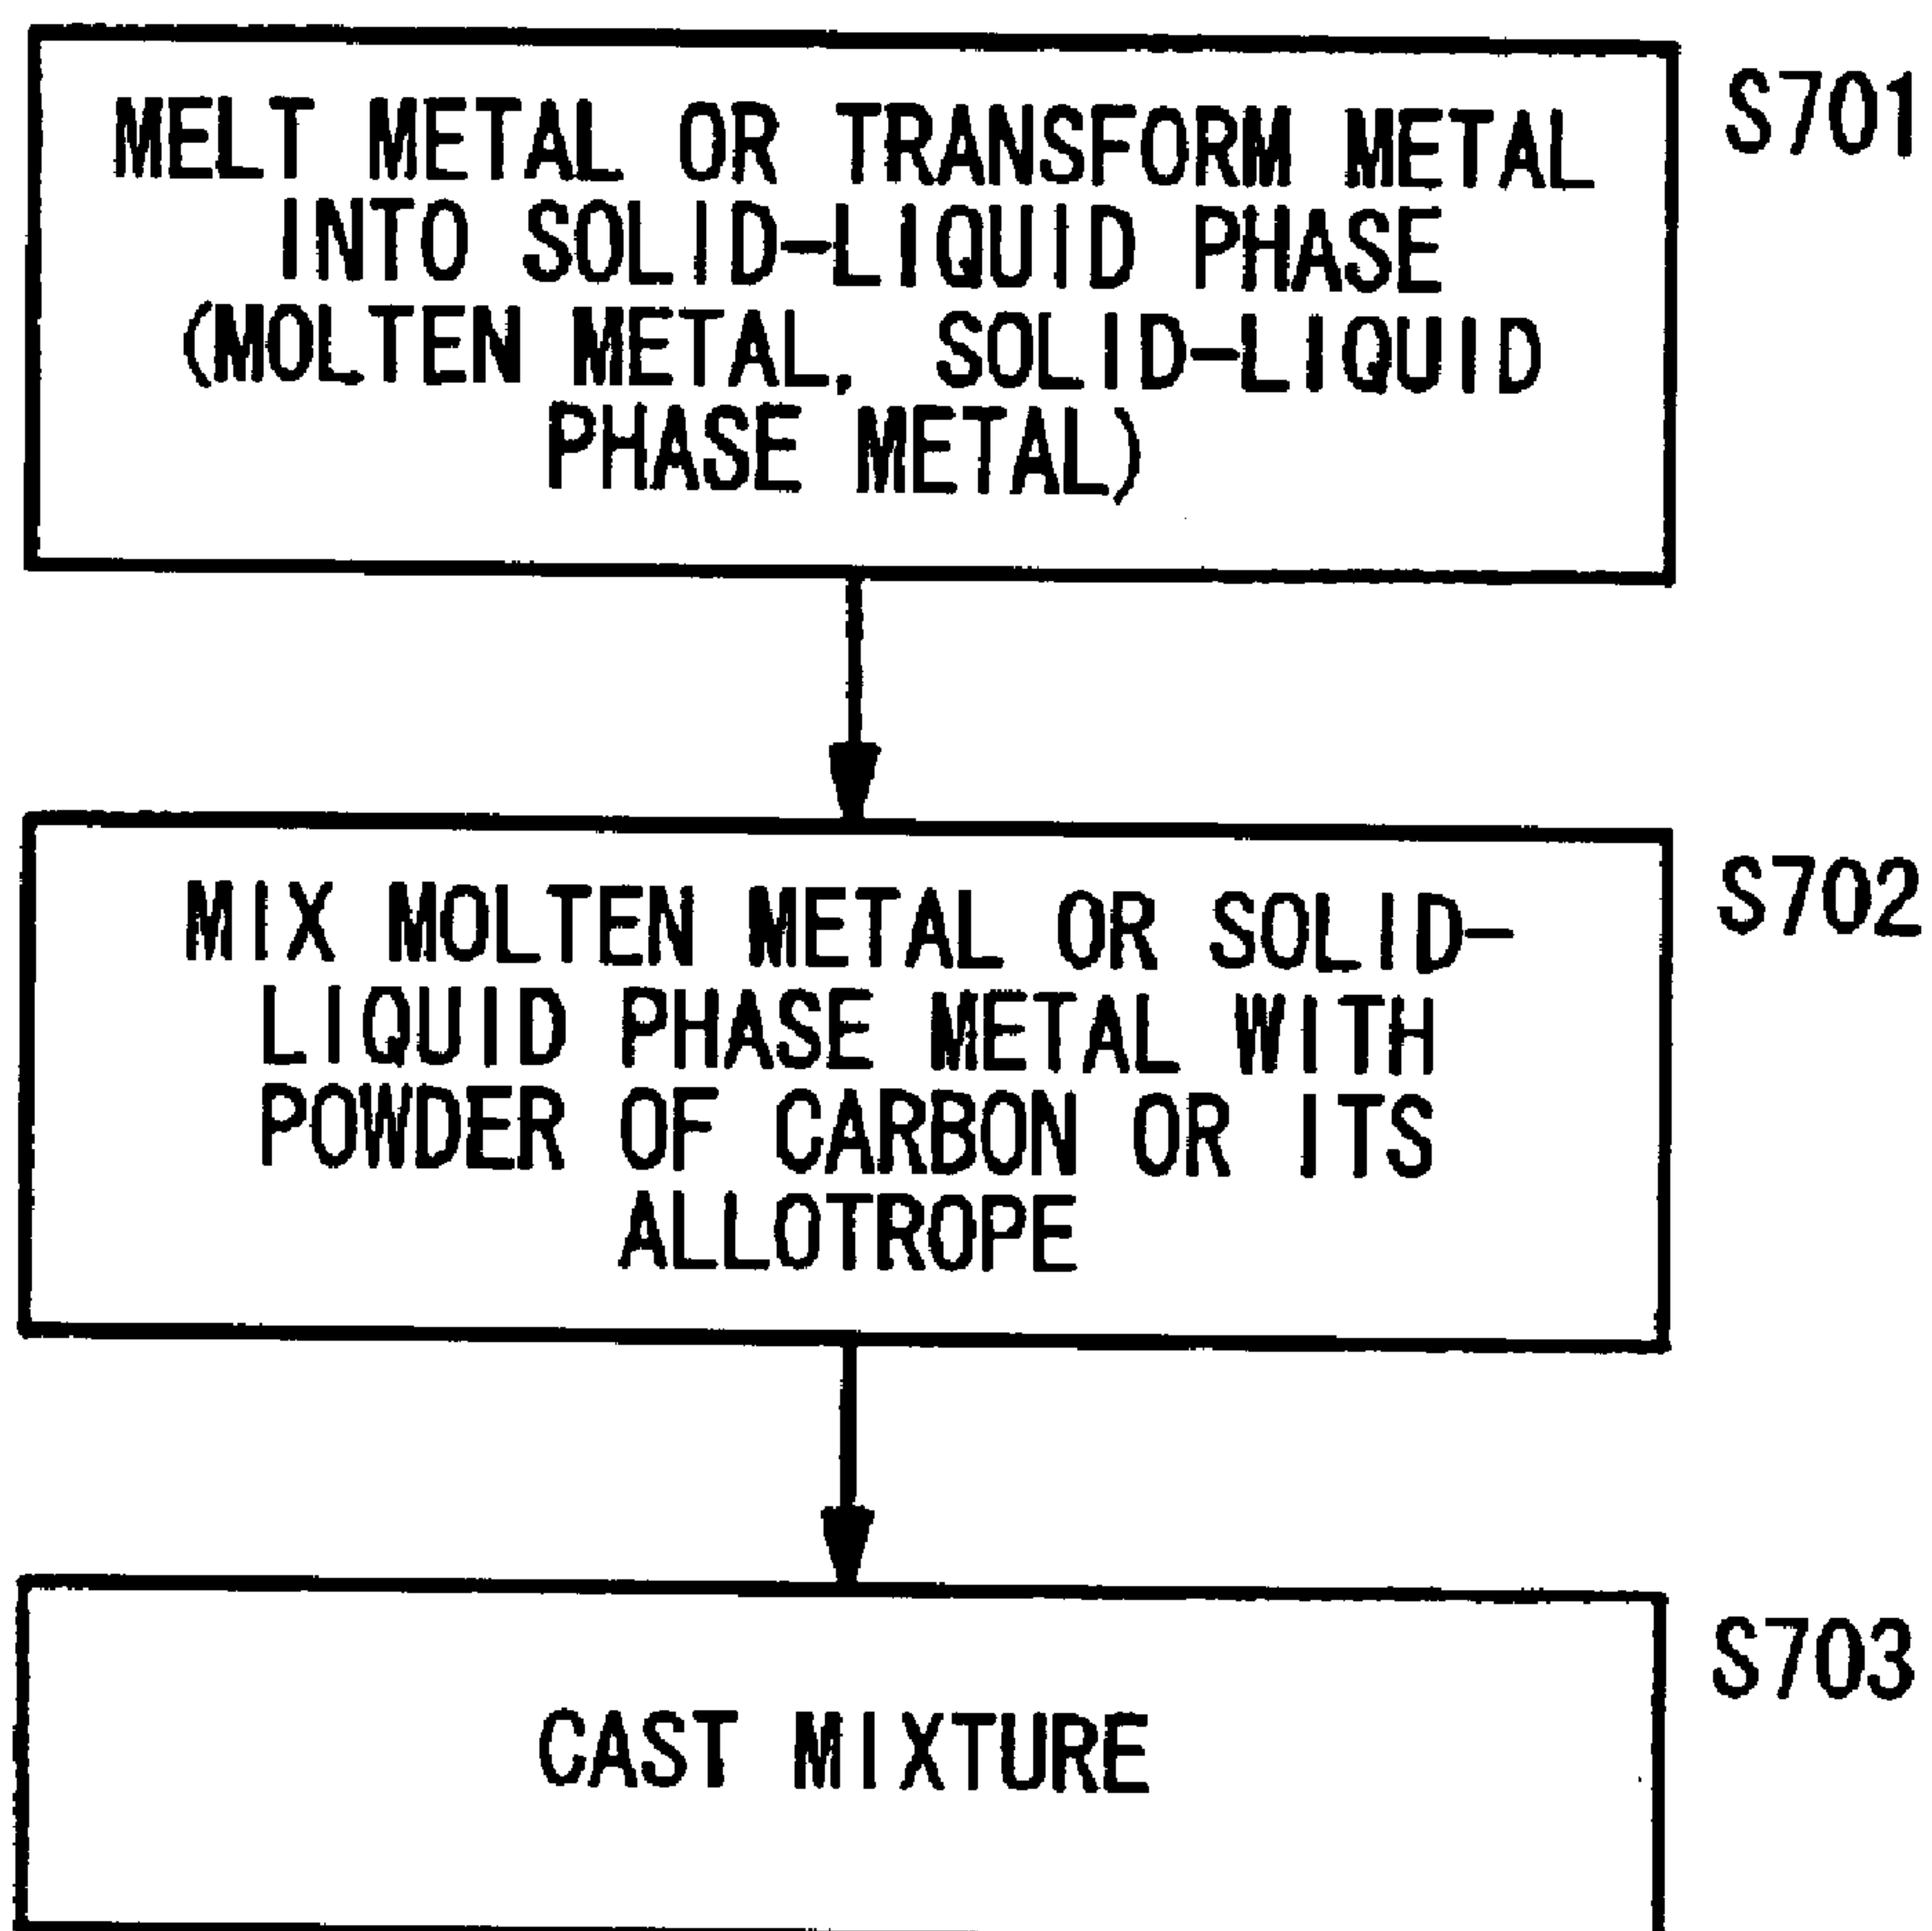 S701
MELT METAL OR TRANSFORM METAL
INTO SOLID-LIQUID PHASE
(MOLTEN METAL, SOLID-LIQUID
PHASE METAL)
S702
MIX MOLTEN METAL OR SOLID-
LIQUID PHASE METAL WITH
POWDER OF CARBON OR ITS
ALLOTROPE
S703
CAST MIXTURE